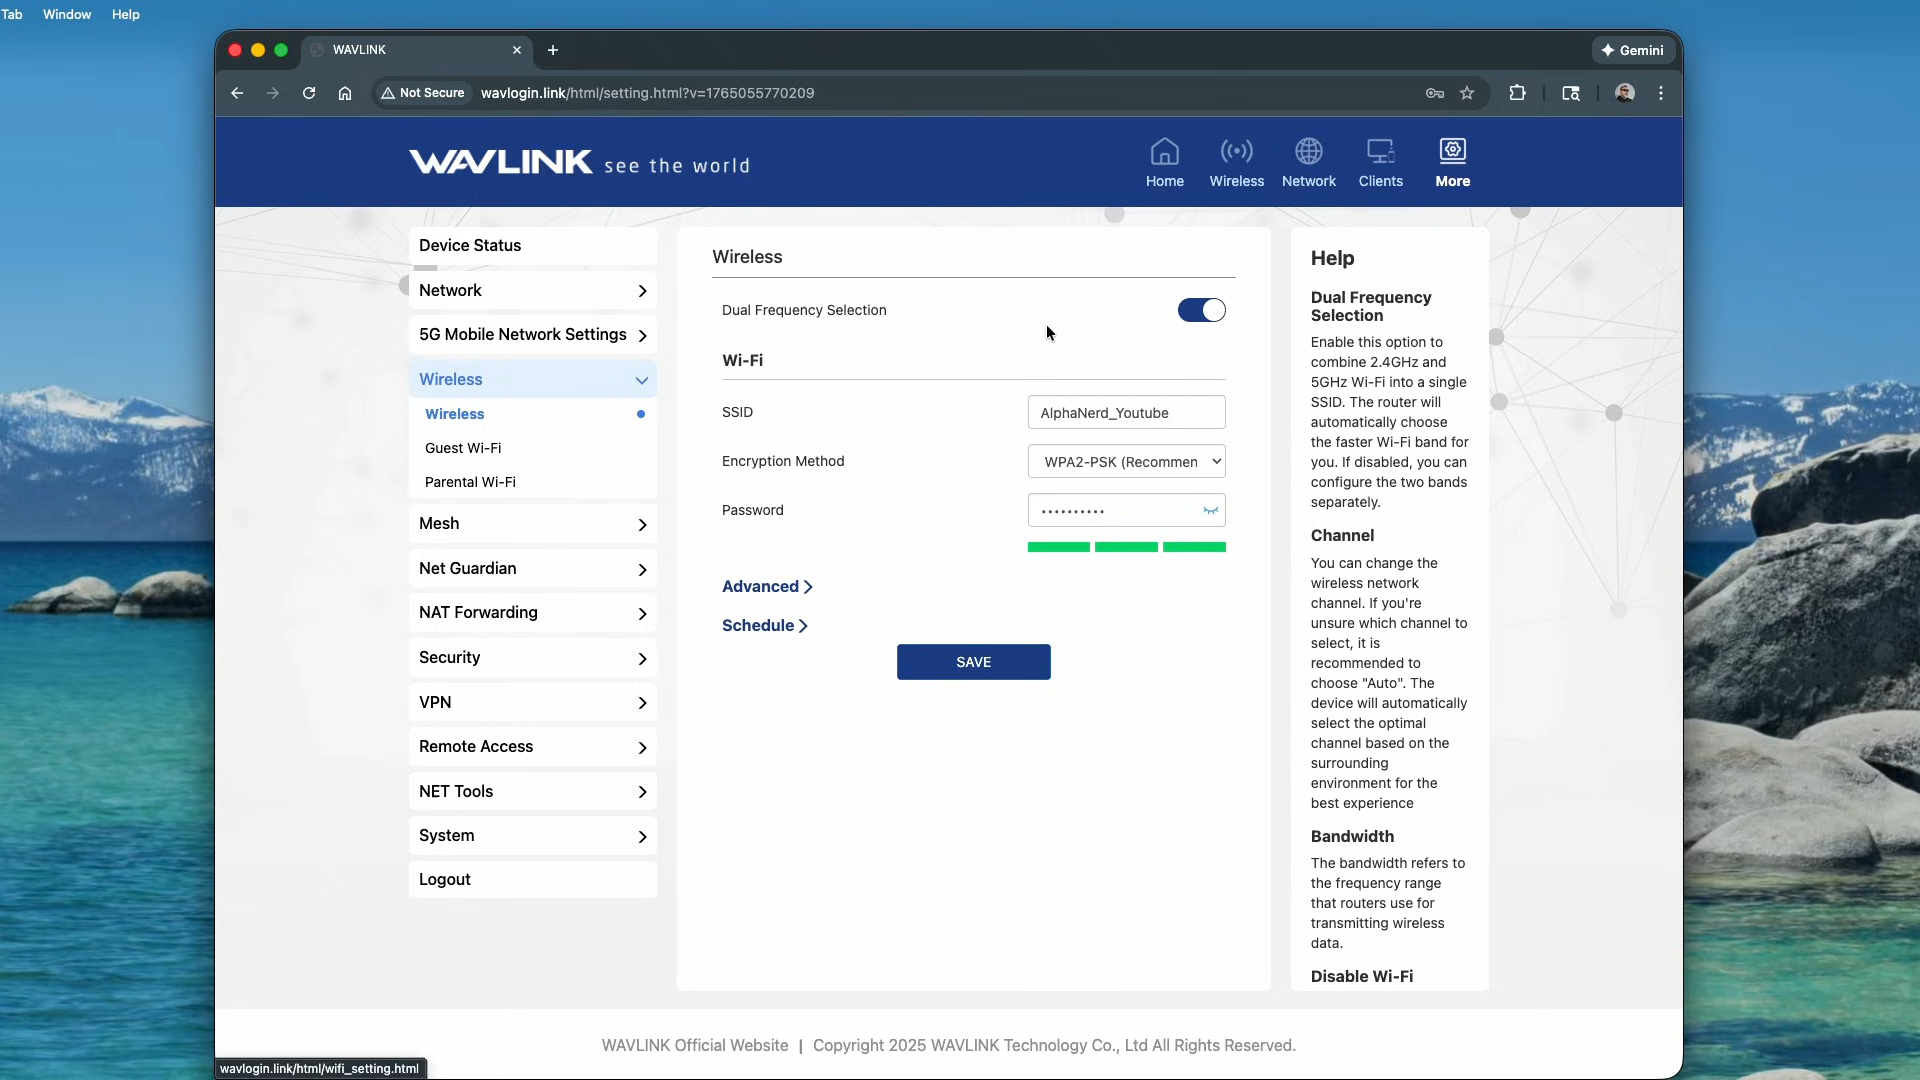 Tab Window Help
WAVLINK
Gemini
Not Secure wavlogin.link/html/setting.html?v=1765055770209
WAVLINK see the world
Home
Wireless
Network
Clients
More
Device Status
Network
5G Mobile Network Settings
Wireless
Wireless
Guest Wi-Fi
Parental Wi-Fi
Mesh
Net Guardian
NAT Forwarding
Security
VPN
Remote Access
NET Tools
System
Logout
Wireless
Dual Frequency Selection
Wi-Fi
SSID AlphaNerd_Youtube
Encryption Method WPA2-PSK (Recommen
Password ••••••••••
Advanced
Schedule
SAVE
Help
Dual Frequency
Selection
Enable this option to
combine 2.4GHz and
5GHz Wi-Fi into a single
SSID. The router will
automatically choose
the faster Wi-Fi band for
you. If disabled, you can
configure the two bands
separately.
Channel
You can change the
wireless network
channel. If you're
unsure which channel to
select, it is
recommended to
choose "Auto". The
device will automatically
select the optimal
channel based on the
surrounding
environment for the
best experience
Bandwidth
The bandwidth refers to
the frequency range
that routers use for
transmitting wireless
data.
Disable Wi-Fi
WAVLINK Official Website | Copyright 2025 WAVLINK Technology Co., Ltd All Rights Reserved.
wavlogin.link/html/wifi_setting.html